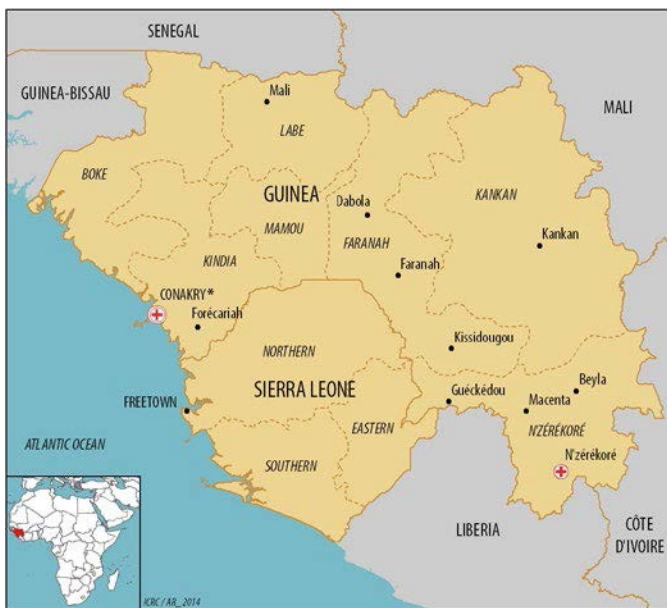 SENEGAL
GUINEA-BISSAU
MALI
Mali
LABE
BOKE
GUINEA
KANKAN
Dabola
MAMOU
FARANAH
Kankan
KINDIA
Faranah
CONAKRY*
Forécariah
NORTHERN
Kissidougou
SIERRA LEONE
Beyla
Guéckédou
FREETOWN
Macenta
EASTERN
N'ZÉRÉKORÉ
ATLANTIC OCEAN
SOUTHERN
N'zérékoré
LIBERIA
CÔTE
D'IVOIRE
ICRC / AR_2014